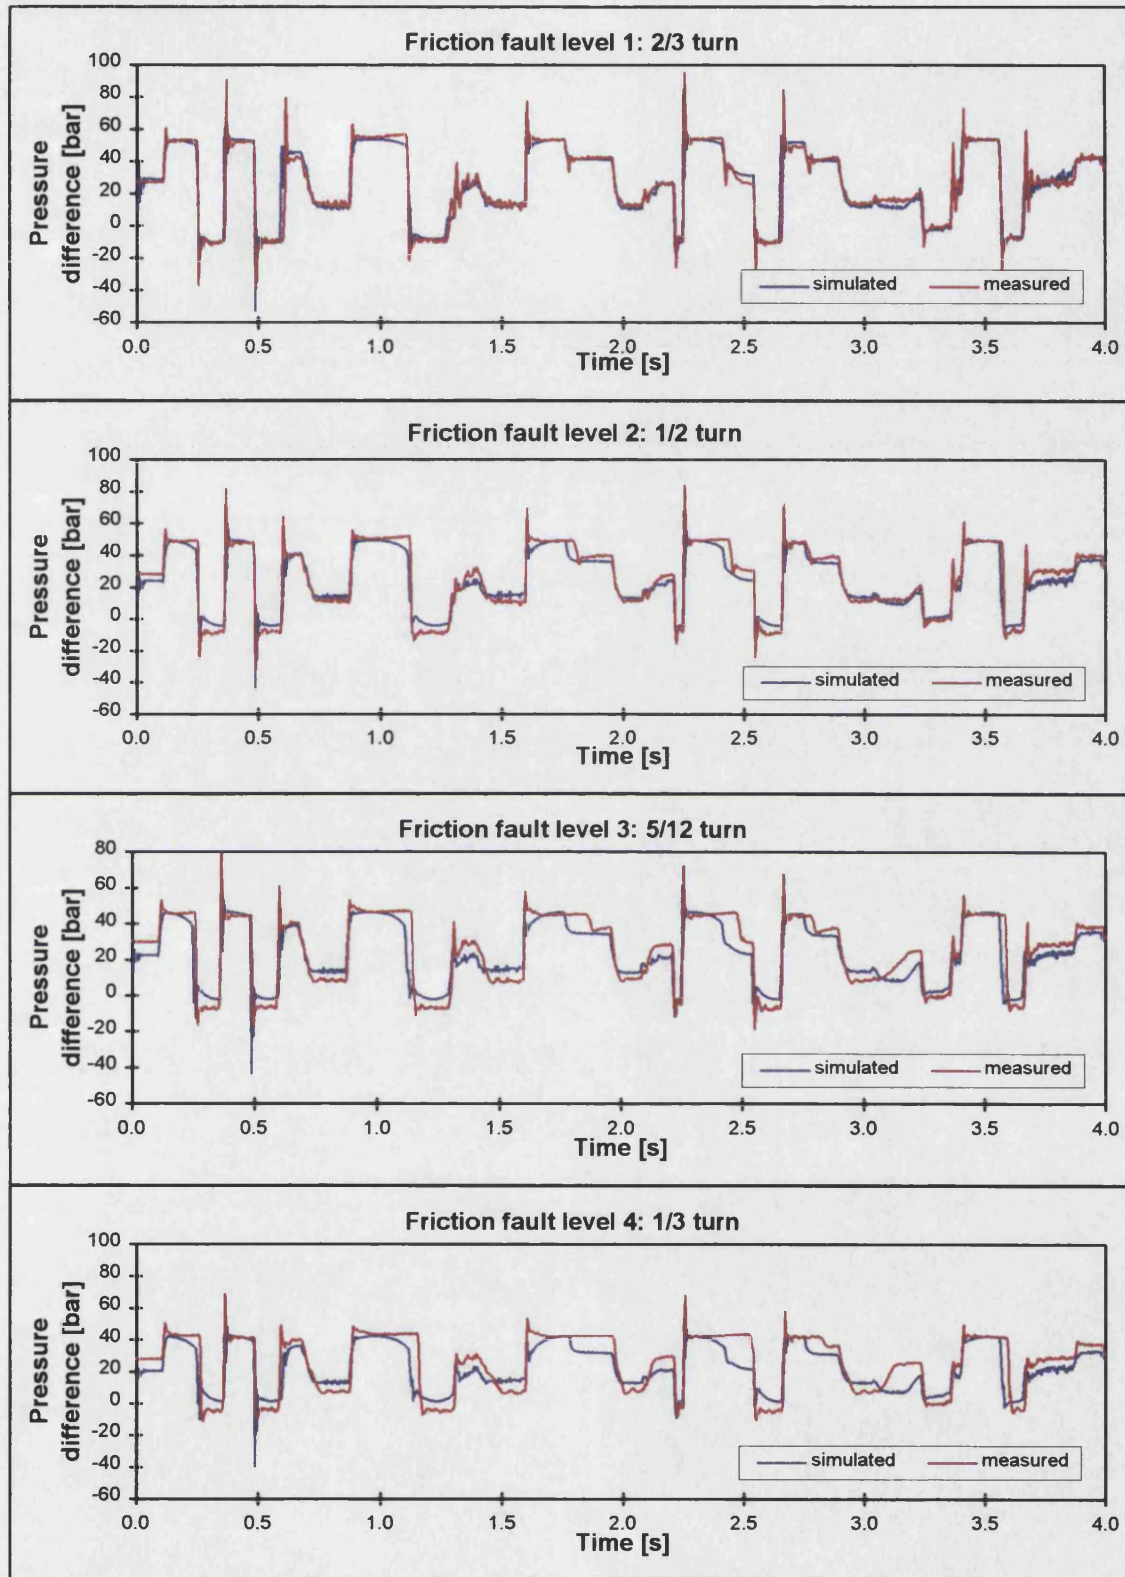 Friction fault level 1: 2/3 turn
100
80
60
40
20
0
-20
-40
-60
Pressure
difference [bar]
simulated measured
0.0 0.5 1.0 1.5 2.0 2.5 3.0 3.5 4.0
Time [s]
Friction fault level 2: 1/2 turn
100
80
60
40
20
0
-20
-40
-60
Pressure
difference [bar]
simulated measured
0.0 0.5 1.0 1.5 2.0 2.5 3.0 3.5 4.0
Time [s]
Friction fault level 3: 5/12 turn
80
60
40
20
0
-20
-40
-60
Pressure
difference [bar]
simulated measured
0.0 0.5 1.0 1.5 2.0 2.5 3.0 3.5 4.0
Time [s]
Friction fault level 4: 1/3 turn
100
80
60
40
20
0
-20
-40
-60
Pressure
difference [bar]
simulated measured
0.0 0.5 1.0 1.5 2.0 2.5 3.0 3.5 4.0
Time [s]